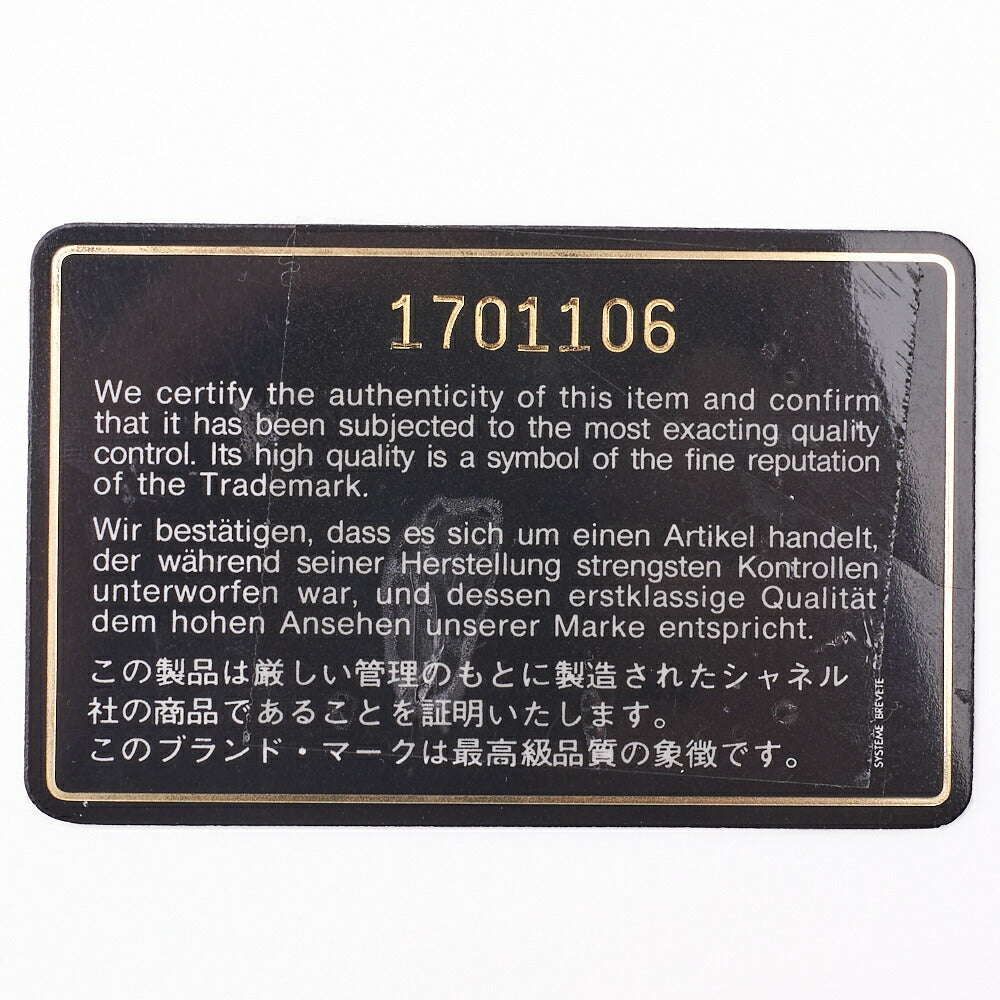 1701106
We certify the authenticity of this item and confirm
that it has been subjected to the most exacting quality
control. Its high quality is a symbol of the fine reputation
of the Trademark.
Wir bestätigen, dass es sich um einen Artikel handelt,
der während seiner Herstellung strengsten Kontrollen
unterworfen war, und dessen erstklassige Qualität
dem hohen Ansehen unserer Marke entspricht.
この製品は厳しい管理のもとに製造されたシャネル
社の商品であることを証明いたします。
このブランド・マークは最高級品質の象徴です。
SYSTEME BREVETE